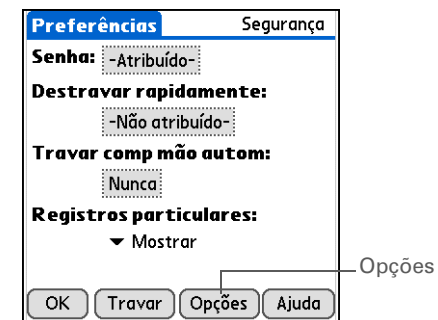 Preferências Segurança
Senha: -Atribuído-
Destravar rapidamente:
-Não atribuído-
Travar comp mão autom:
Nunca
Registros particulares:
Mostrar
Opções
OK Travar Opções Ajuda